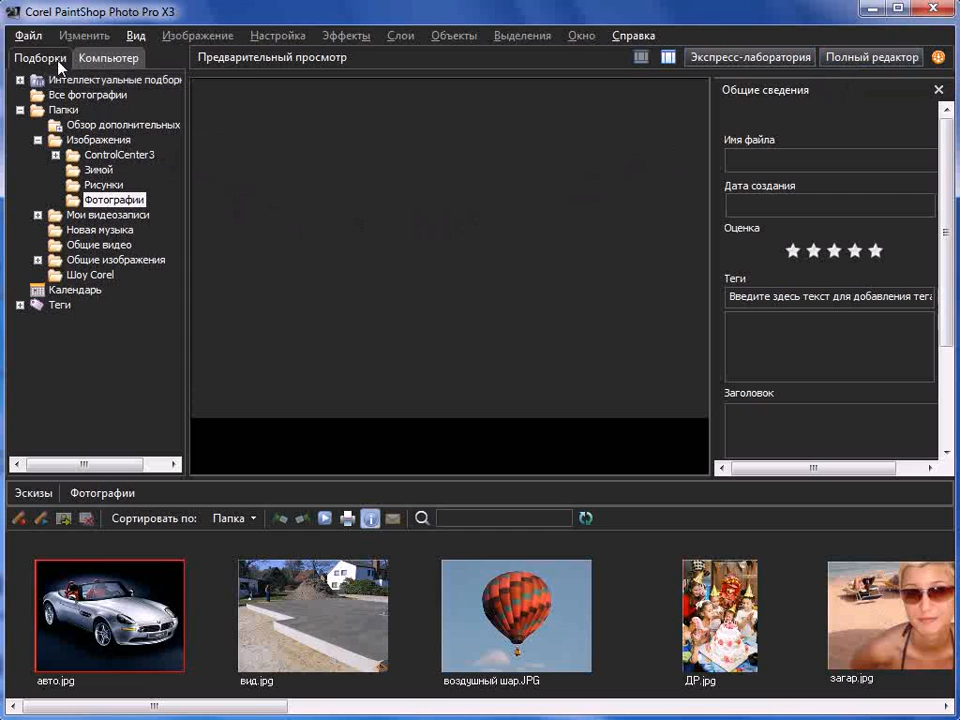 Corel PaintShop Photo Pro X3
Файл Изменить Вид Изображение Настройка Эффекты Слои Объекты Выделения Окно Справка
Подборки Компьютер Предварительный просмотр Экспресс-лаборатория Полный редактор
Интеллектуальные подборк
Все фотографии
Папки
Обзор дополнительных
Изображения
ControlCenter3
Зимой
Рисунки
Фотографии
Мои видеозаписи
Новая музыка
Общие видео
Общие изображения
Шоу Corel
Календарь
Теги
Общие сведения
Имя файла
Дата создания
Оценка
Теги
Введите здесь текст для добавления тега
Заголовок
Эскизы Фотографии
Сортировать по: Папка
авто.jpg вид.jpg воздушный шар.JPG ДР.jpg загар.jpg